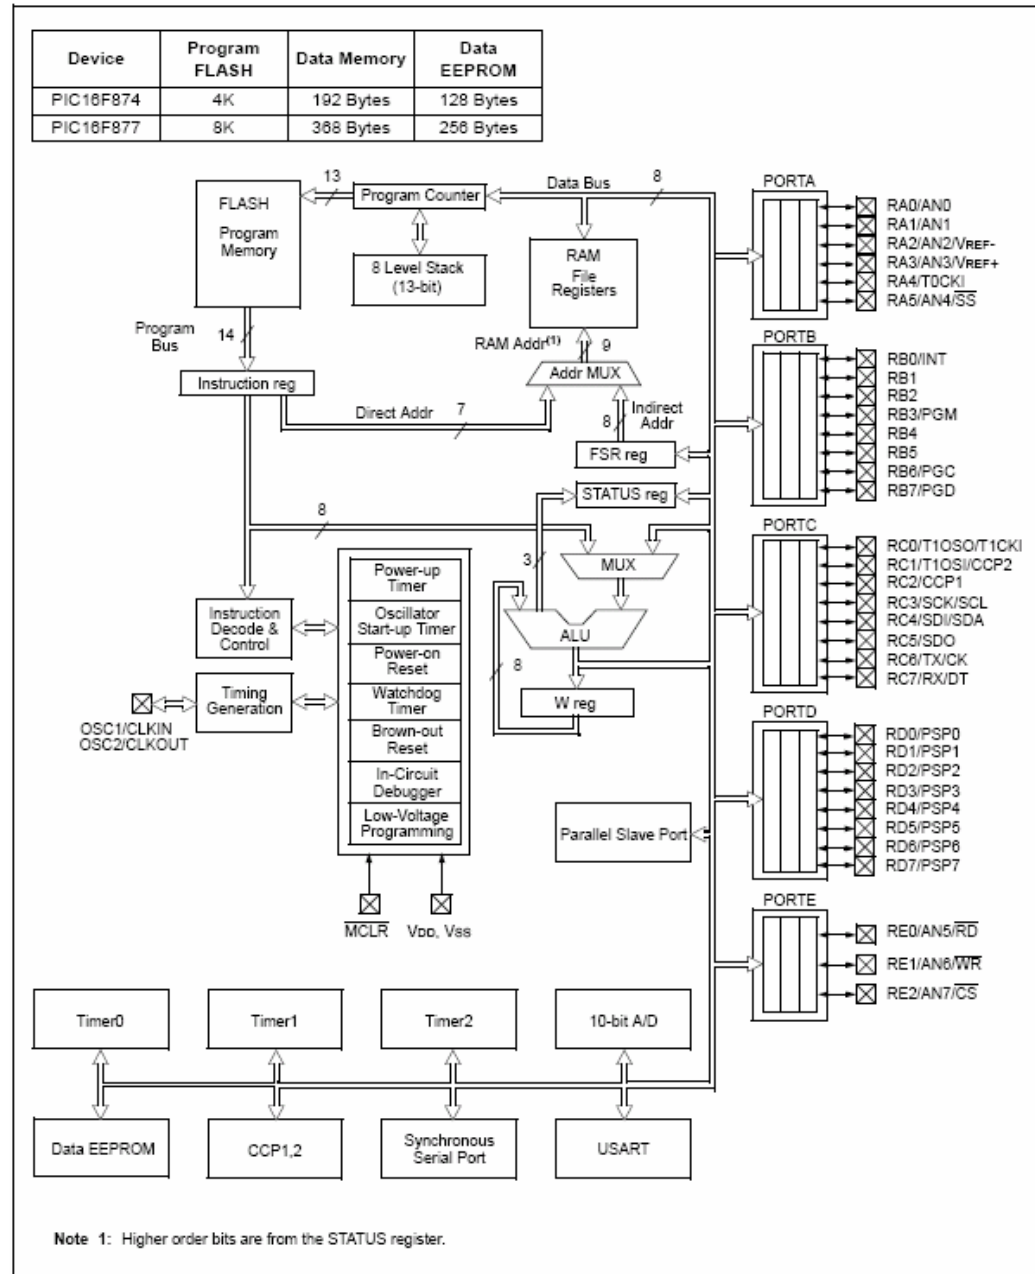 Device Program FLASH Data Memory Data EEPROM
PIC16F874 4K 192 Bytes 128 Bytes
PIC16F877 8K 368 Bytes 256 Bytes
FLASH
Program
Memory
13
Program Counter
Data Bus
8
8 Level Stack
(13-bit)
RAM
File
Registers
Program
Bus
14
RAM Addr(1)
9
Addr MUX
Instruction reg
Direct Addr
7
8
Indirect
Addr
FSR reg
STATUS reg
8
3
MUX
ALU
8
W reg
Power-up
Timer
Oscillator
Start-up Timer
Power-on
Reset
Watchdog
Timer
Brown-out
Reset
In-Circuit
Debugger
Low-Voltage
Programming
Instruction
Decode &
Control
Timing
Generation
OSC1/CLKIN
OSC2/CLKOUT
MCLR
VDD, VSS
Parallel Slave Port
PORTA
RA0/AN0
RA1/AN1
RA2/AN2/VREF-
RA3/AN3/VREF+
RA4/T0CKI
RA5/AN4/SS
PORTB
RB0/INT
RB1
RB2
RB3/PGM
RB4
RB5
RB6/PGC
RB7/PGD
PORTC
RC0/T1OSO/T1CKI
RC1/T1OSI/CCP2
RC2/CCP1
RC3/SCK/SCL
RC4/SDI/SDA
RC5/SDO
RC6/TX/CK
RC7/RX/DT
PORTD
RD0/PSP0
RD1/PSP1
RD2/PSP2
RD3/PSP3
RD4/PSP4
RD5/PSP5
RD6/PSP6
RD7/PSP7
PORTE
RE0/AN5/RD
RE1/AN6/WR
RE2/AN7/CS
Timer0
Timer1
Timer2
10-bit A/D
Data EEPROM
CCP1,2
Synchronous
Serial Port
USART
Note 1: Higher order bits are from the STATUS register.